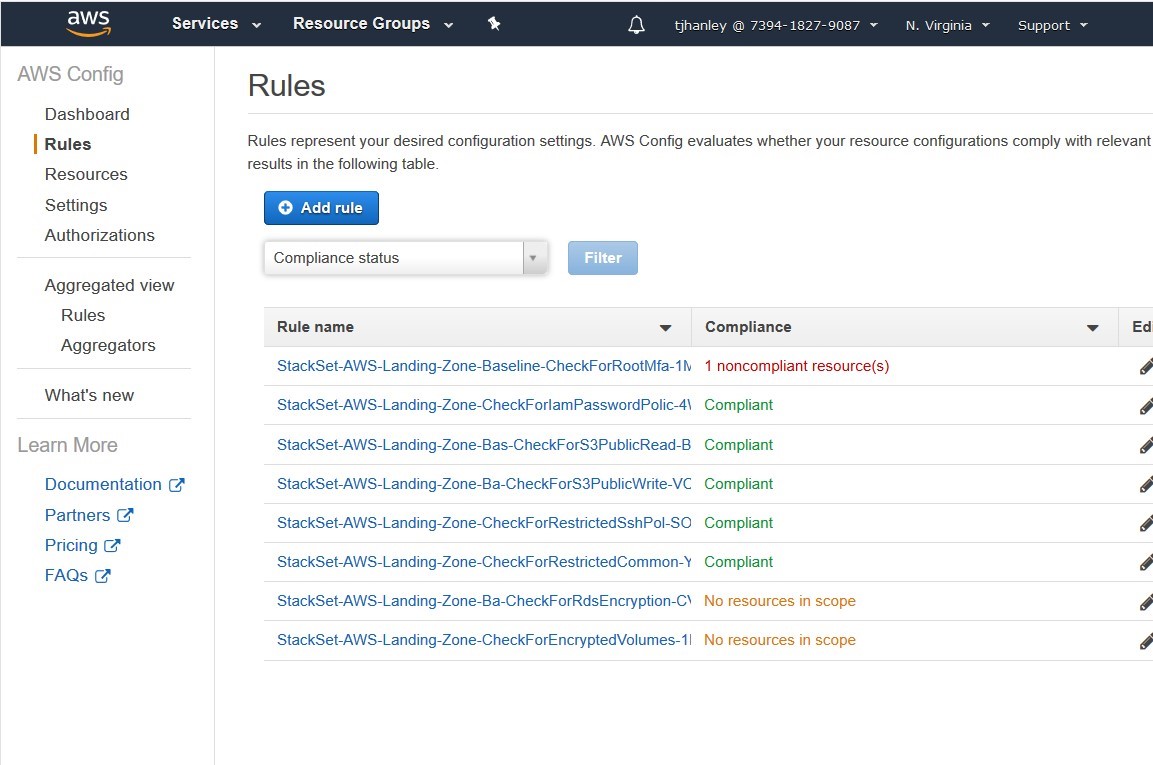 aws Services Resource Groups tjhanley @ 7394-1827-9087 N. Virginia Support
AWS Config
Dashboard
Rules
Resources
Settings
Authorizations
Aggregated view
Rules
Aggregators
What's new
Learn More
Documentation
Partners
Pricing
FAQs
Rules
Rules represent your desired configuration settings. AWS Config evaluates whether your resource configurations comply with relevant
results in the following table.
Add rule
Compliance status Filter
Rule name Compliance Edi
StackSet-AWS-Landing-Zone-Baseline-CheckForRootMfa-1M 1 noncompliant resource(s)
StackSet-AWS-Landing-Zone-CheckForIamPasswordPolic-4W Compliant
StackSet-AWS-Landing-Zone-Bas-CheckForS3PublicRead-B Compliant
StackSet-AWS-Landing-Zone-Ba-CheckForS3PublicWrite-VC Compliant
StackSet-AWS-Landing-Zone-CheckForRestrictedSshPol-SO Compliant
StackSet-AWS-Landing-Zone-CheckForRestrictedCommon-Y Compliant
StackSet-AWS-Landing-Zone-Ba-CheckForRdsEncryption-CV No resources in scope
StackSet-AWS-Landing-Zone-CheckForEncryptedVolumes-1 No resources in scope